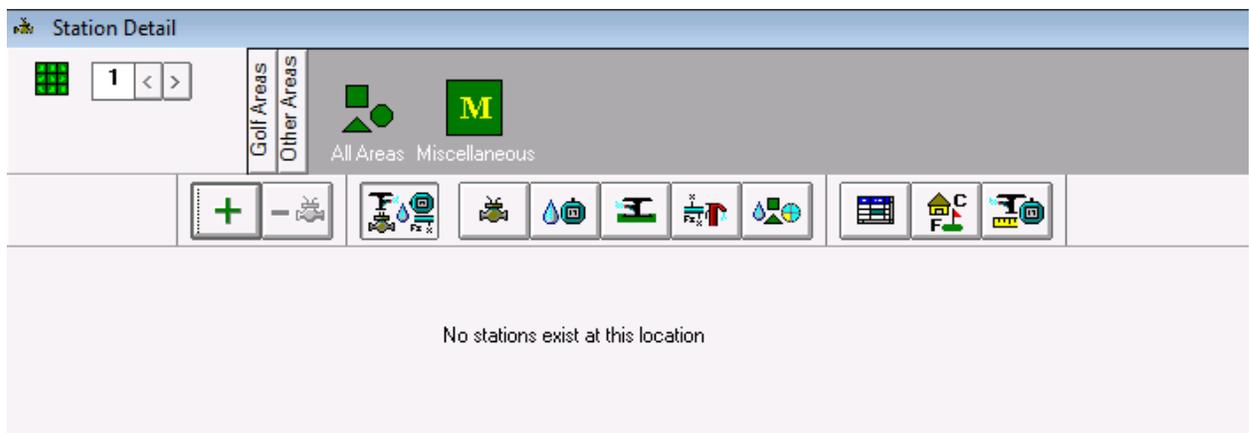 Station Detail
1 < >
Golf Areas
Other Areas
All Areas
M
Miscellaneous
C
F
No stations exist at this location